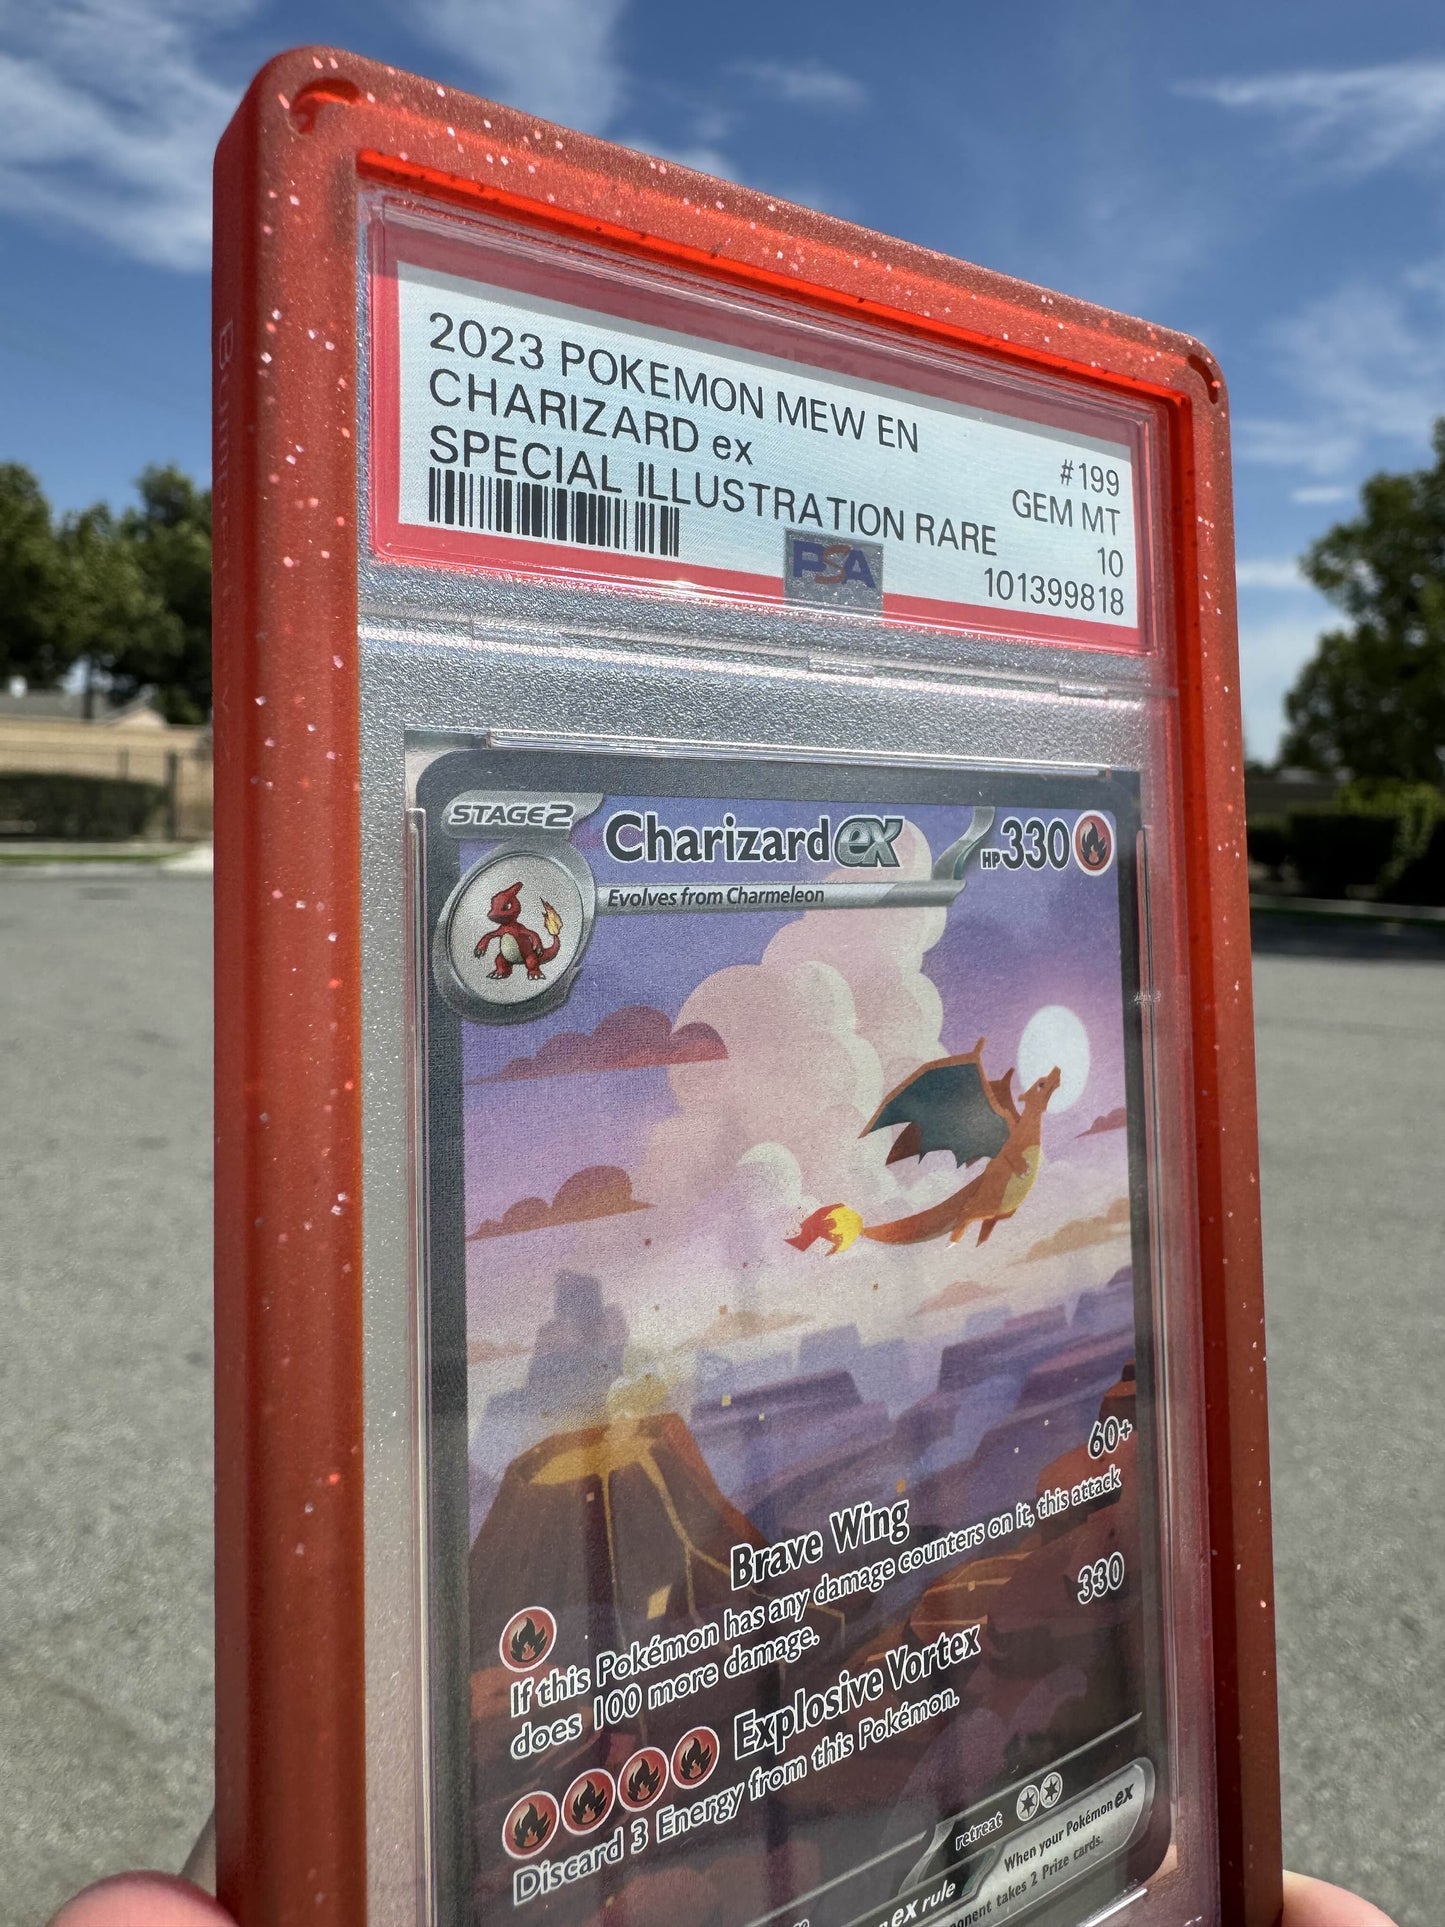 2023 POKEMON MEW EN
CHARIZARD ex
SPECIAL ILLUSTRATION RARE
#199
GEM MT
10
101399818
PSA
STAGE2
Charizard ex
HP 330
Evolves from Charmeleon
Brave Wing
60+
If this Pokémon has any damage counters on it, this attack
does 100 more damage.
Explosive Vortex
330
Discard 3 Energy from this Pokémon.
retreat
ex rule
When your Pokémon ex
takes 2 Prize cards.